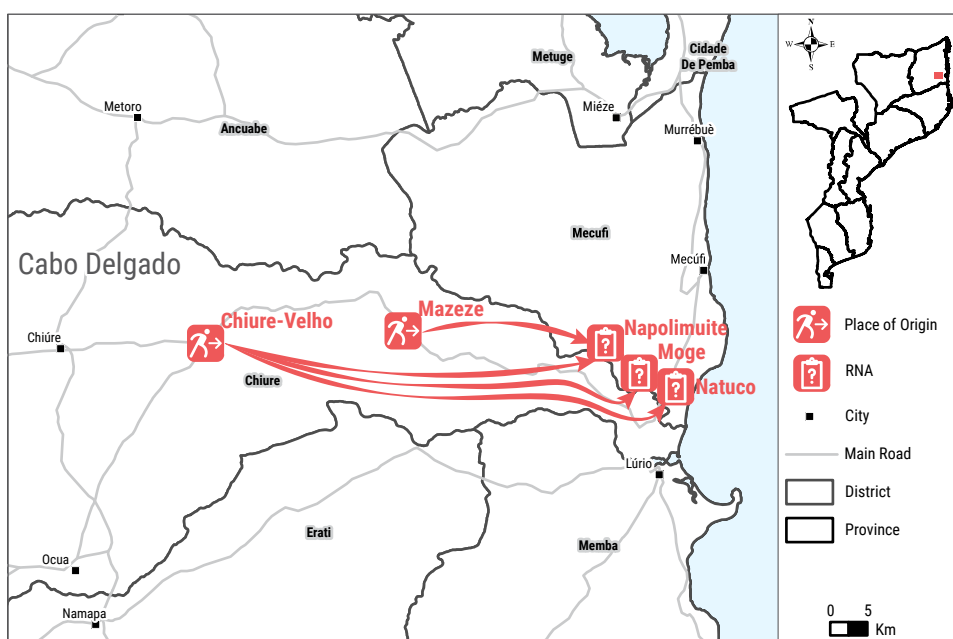 Metuge
Cidade
De Pemba
Metoro
Miéze
Ancuabe
Murrébuè
Mecufi
Cabo Delgado
Mecúfi
Mazeze
Chiure-Velho
Napolimuite
Chiúre
Moge
Chiure
Natuco
Lúrio
Erati
Memba
Ocua
Namapa
N
W
E
S
Place of Origin
?
RNA
City
Main Road
District
Province
0 5
Km
?
?
?